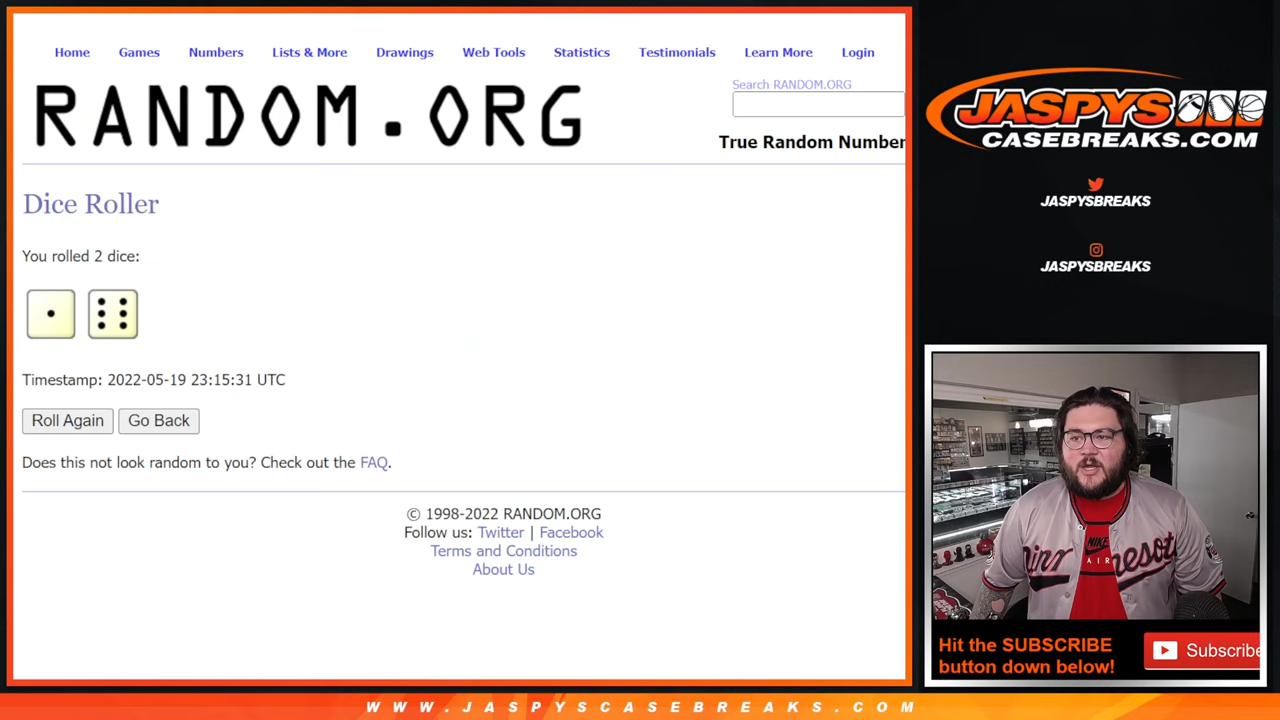 Home Games Numbers Lists & More Drawings Web Tools Statistics Testimonials Learn More Login
Search RANDOM.ORG
RANDOM.ORG
True Random Number
Dice Roller
You rolled 2 dice:
Timestamp: 2022-05-19 23:15:31 UTC
Roll Again Go Back
Does this not look random to you? Check out the FAQ.
© 1998-2022 RANDOM.ORG
Follow us: Twitter | Facebook
Terms and Conditions
About Us
JASPYS
CASEBREAKS.COM
JASPYSBREAKS
JASPYSBREAKS
NIKE
AIR
Minnesota
Hit the SUBSCRIBE
button down below!
Subscribe
WWW.JASPYSCASEBREAKS.COM